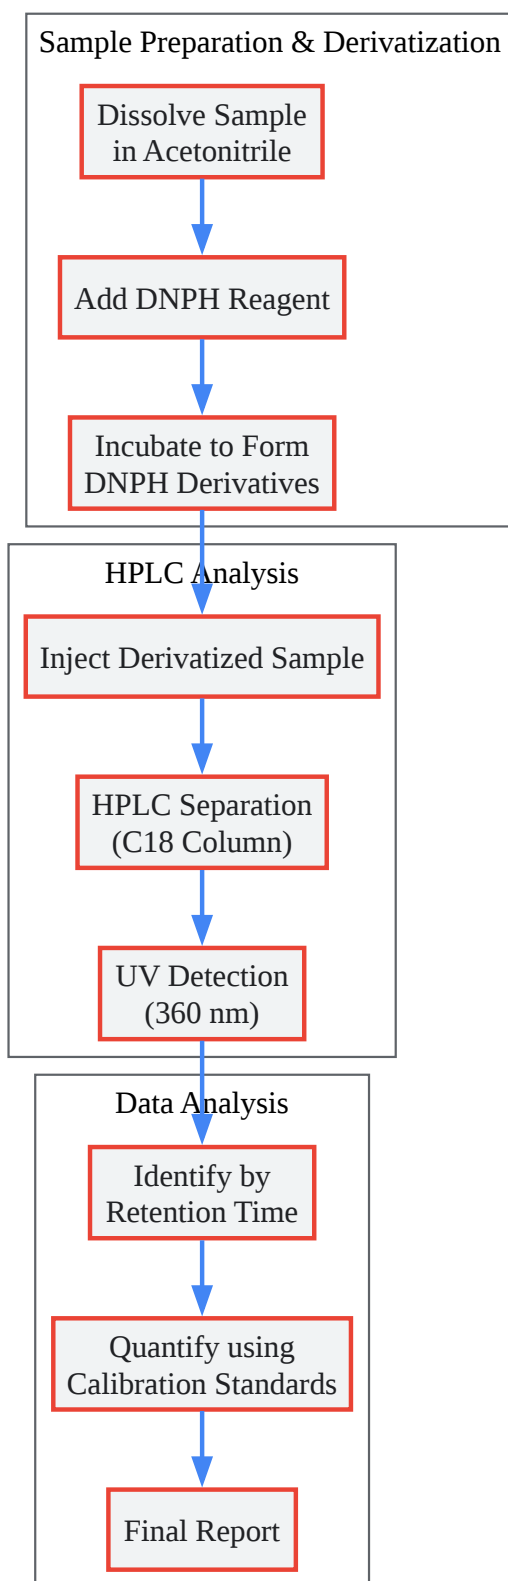 Sample Preparation & Derivatization
Dissolve Sample
in Acetonitrile
Add DNPH Reagent
Incubate to Form
DNPH Derivatives
HPLC Analysis
Inject Derivatized Sample
HPLC Separation
(C18 Column)
UV Detection
(360 nm)
Data Analysis
Identify by
Retention Time
Quantify using
Calibration Standards
Final Report